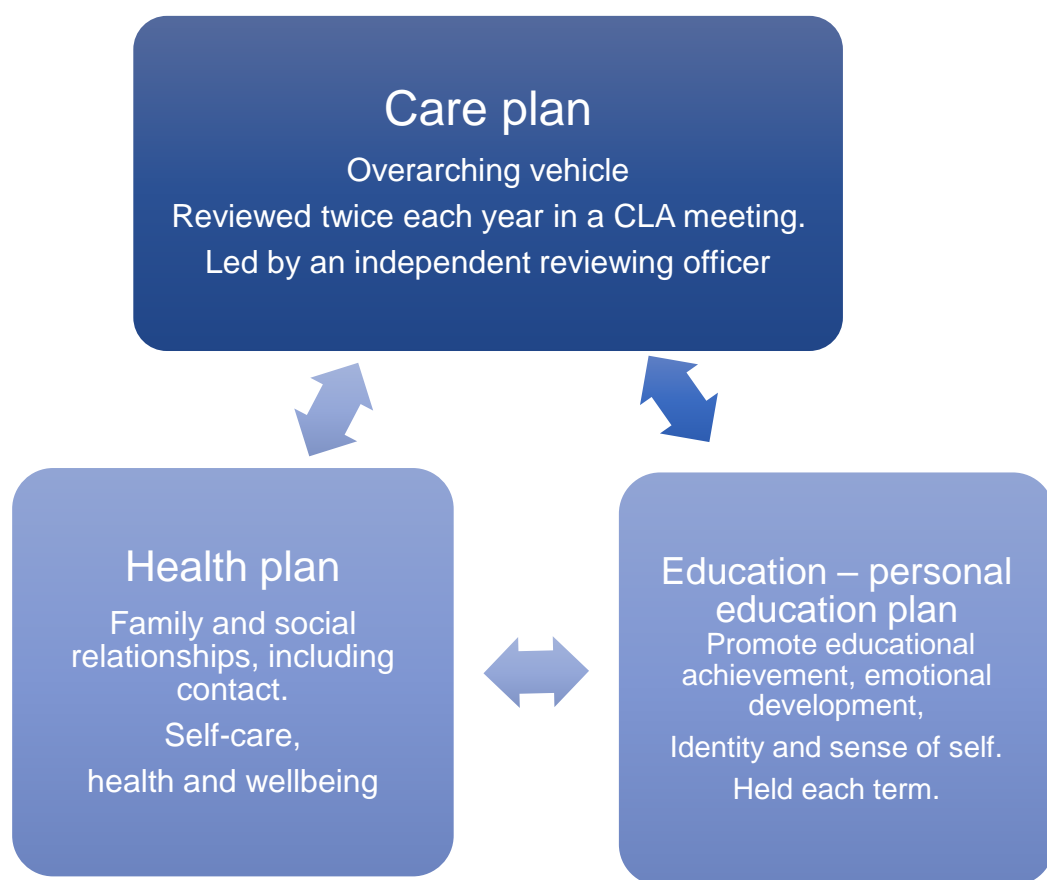 Care plan
Overarching vehicle
Reviewed twice each year in a CLA meeting.
Led by an independent reviewing officer
Health plan
Family and social
relationships, including
contact.
Self-care,
health and wellbeing
Education – personal
education plan
Promote educational
achievement, emotional
development,
Identity and sense of self.
Held each term.